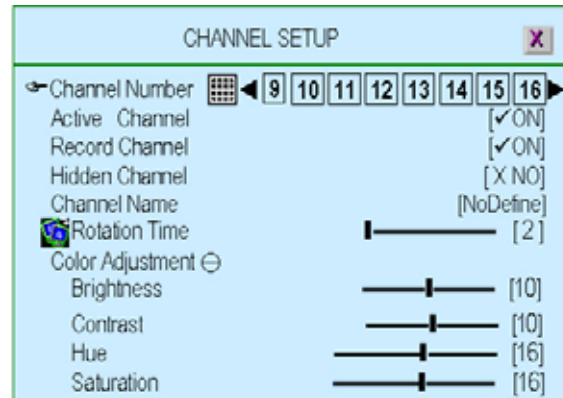 CHANNEL SETUP X
Channel Number 9 10 11 12 13 14 15 16
Active Channel [✔ON]
Record Channel [✔ON]
Hidden Channel [X NO]
Channel Name [NoDefine]
Rotation Time [2]
Color Adjustment
Brightness [10]
Contrast [10]
Hue [16]
Saturation [16]